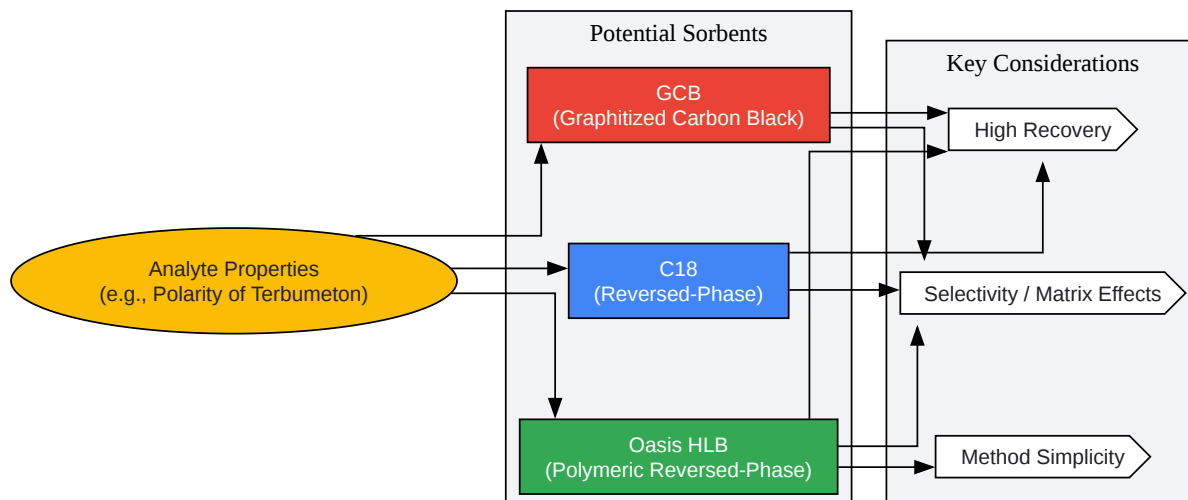 Potential Sorbents
Key Considerations
GCB
(Graphitized Carbon Black)
High Recovery
Analyte Properties
(e.g., Polarity of Terbumeton)
C18
(Reversed-Phase)
Selectivity / Matrix Effects
Oasis HLB
(Polymeric Reversed-Phase)
Method Simplicity